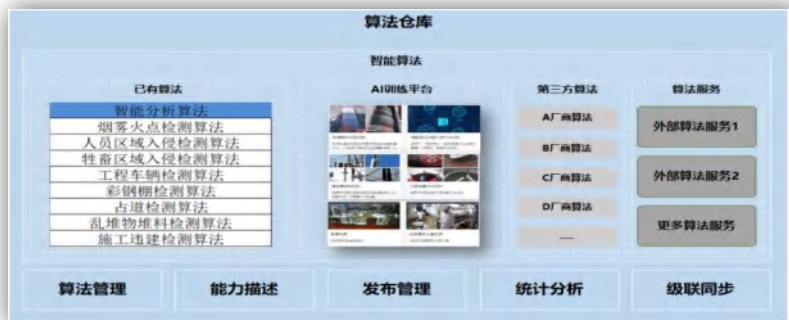 算法仓库
智能算法
已有算法
智能分析算法
烟雾火点检测算法
人员区域入侵检测算法
牲畜区域入侵检测算法
工程车辆检测算法
彩钢棚检测算法
占道检测算法
乱堆物堆料检测算法
施工违建检测算法
AI训练平台
第三方算法
A厂商算法
B厂商算法
C厂商算法
D厂商算法
......
算法服务
外部算法服务1
外部算法服务2
更多算法服务
算法管理
能力描述
发布管理
统计分析
级联同步